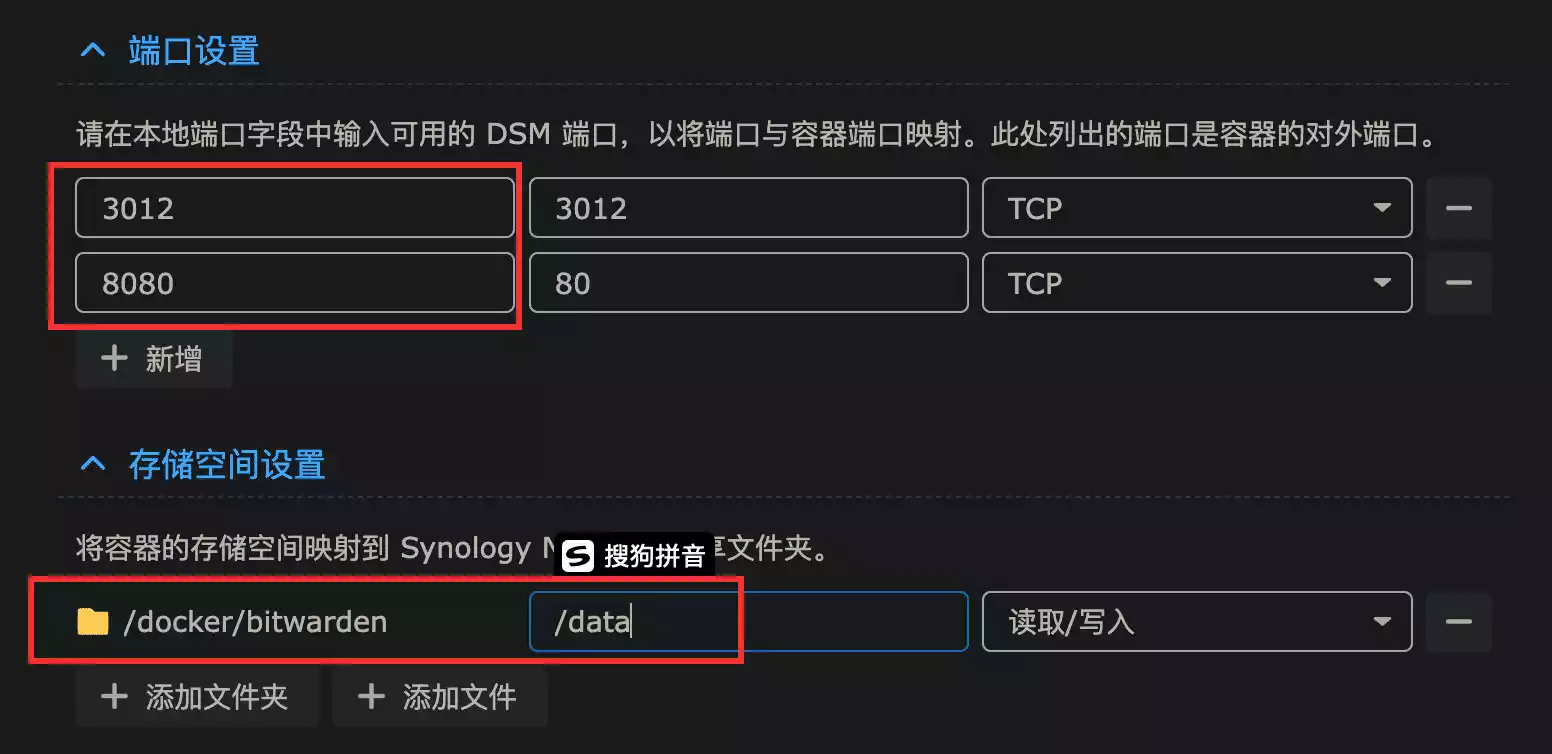 端口设置
请在本地端口字段中输入可用的 DSM 端口，以将端口与容器端口映射。此处列出的端口是容器的对外端口。
3012 3012 TCP
8080 80 TCP
新增
存储空间设置
将容器的存储空间映射到 Synology 文件夹。
搜狗拼音
/docker/bitwarden /data 读取/写入
添加文件夹 添加文件